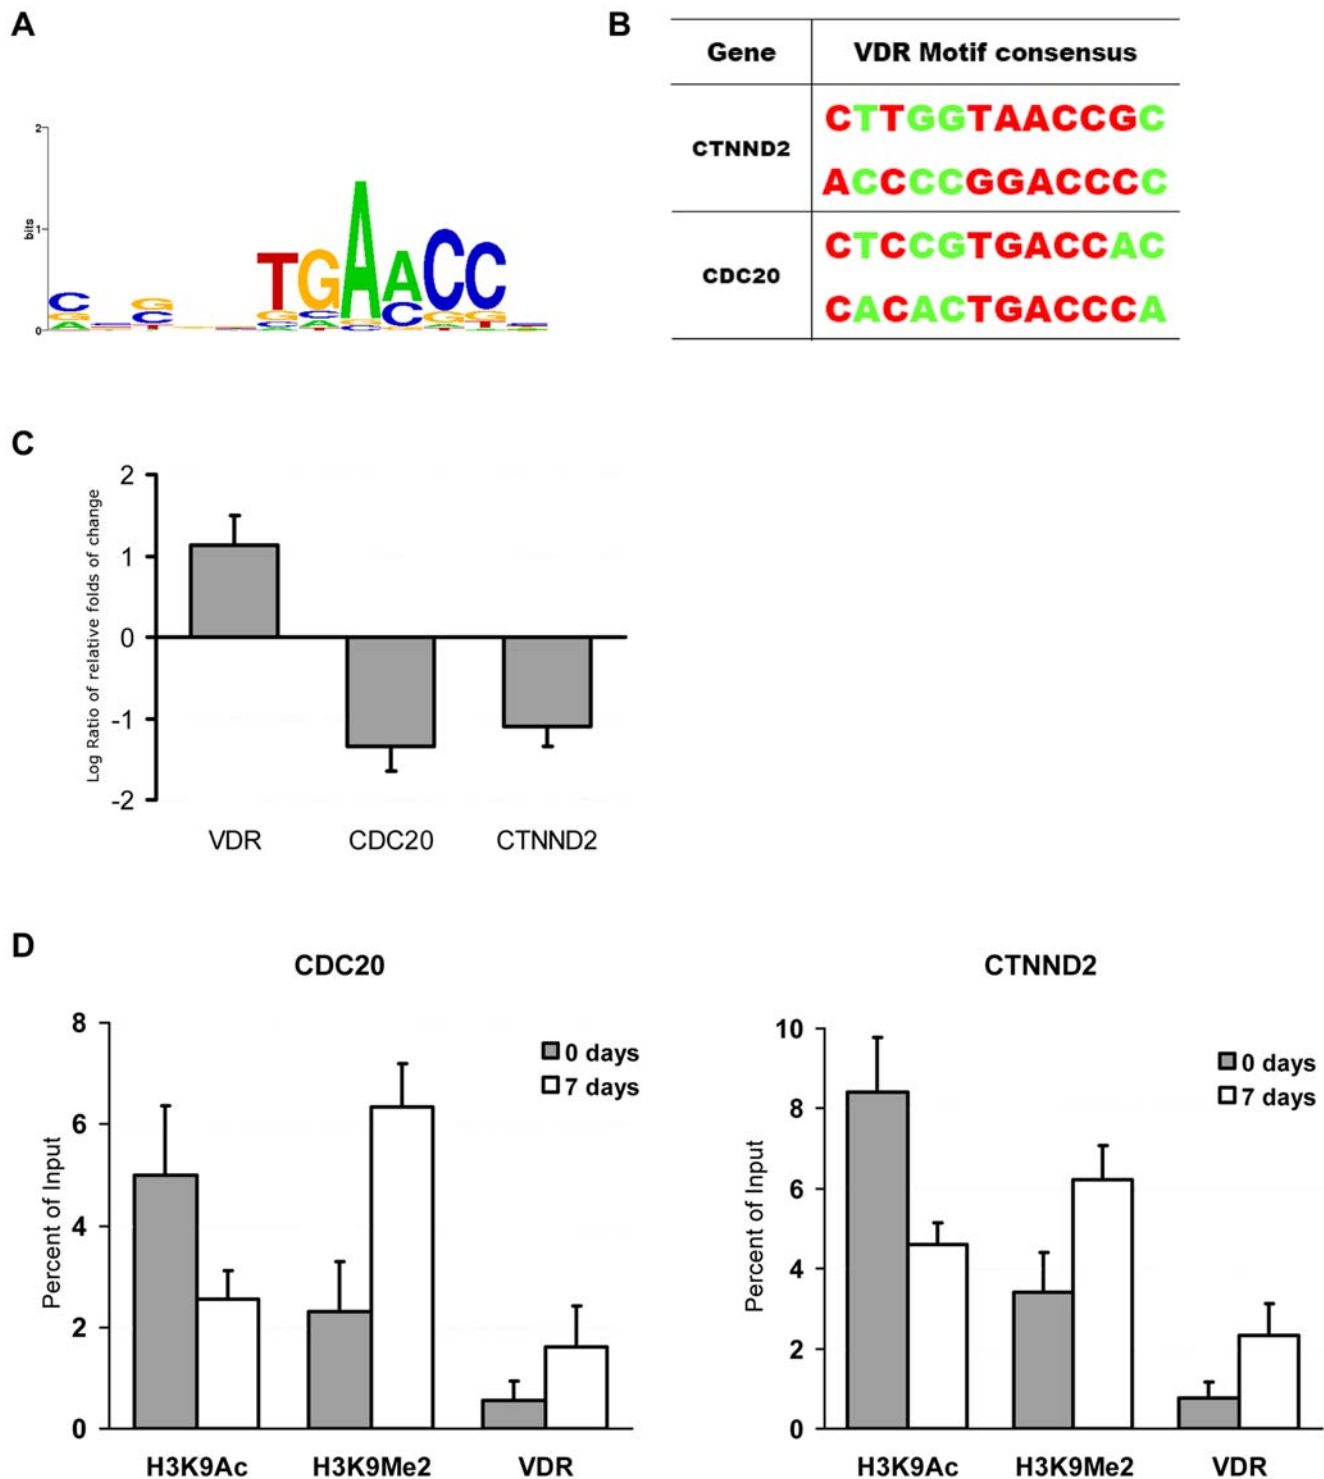 A
B
2
1
0
bits
C G A C G T G C A T G C A G A C A A C C C G G C C G G T
Gene VDR Motif consensus
CTNND2
CTTGGTAACCGC
ACCCCGGACCCC
CDC20
CTCCGTGACCAC
CACACTGACCCA
C
Log Ratio of relative folds of change
2
1
0
-1
-2
VDR CDC20 CTNND2
D
CDC20
Percent of Input
8
6
4
2
0
0 days
7 days
H3K9Ac H3K9Me2 VDR
CTNND2
Percent of Input
10
8
6
4
2
0
0 days
7 days
H3K9Ac H3K9Me2 VDR